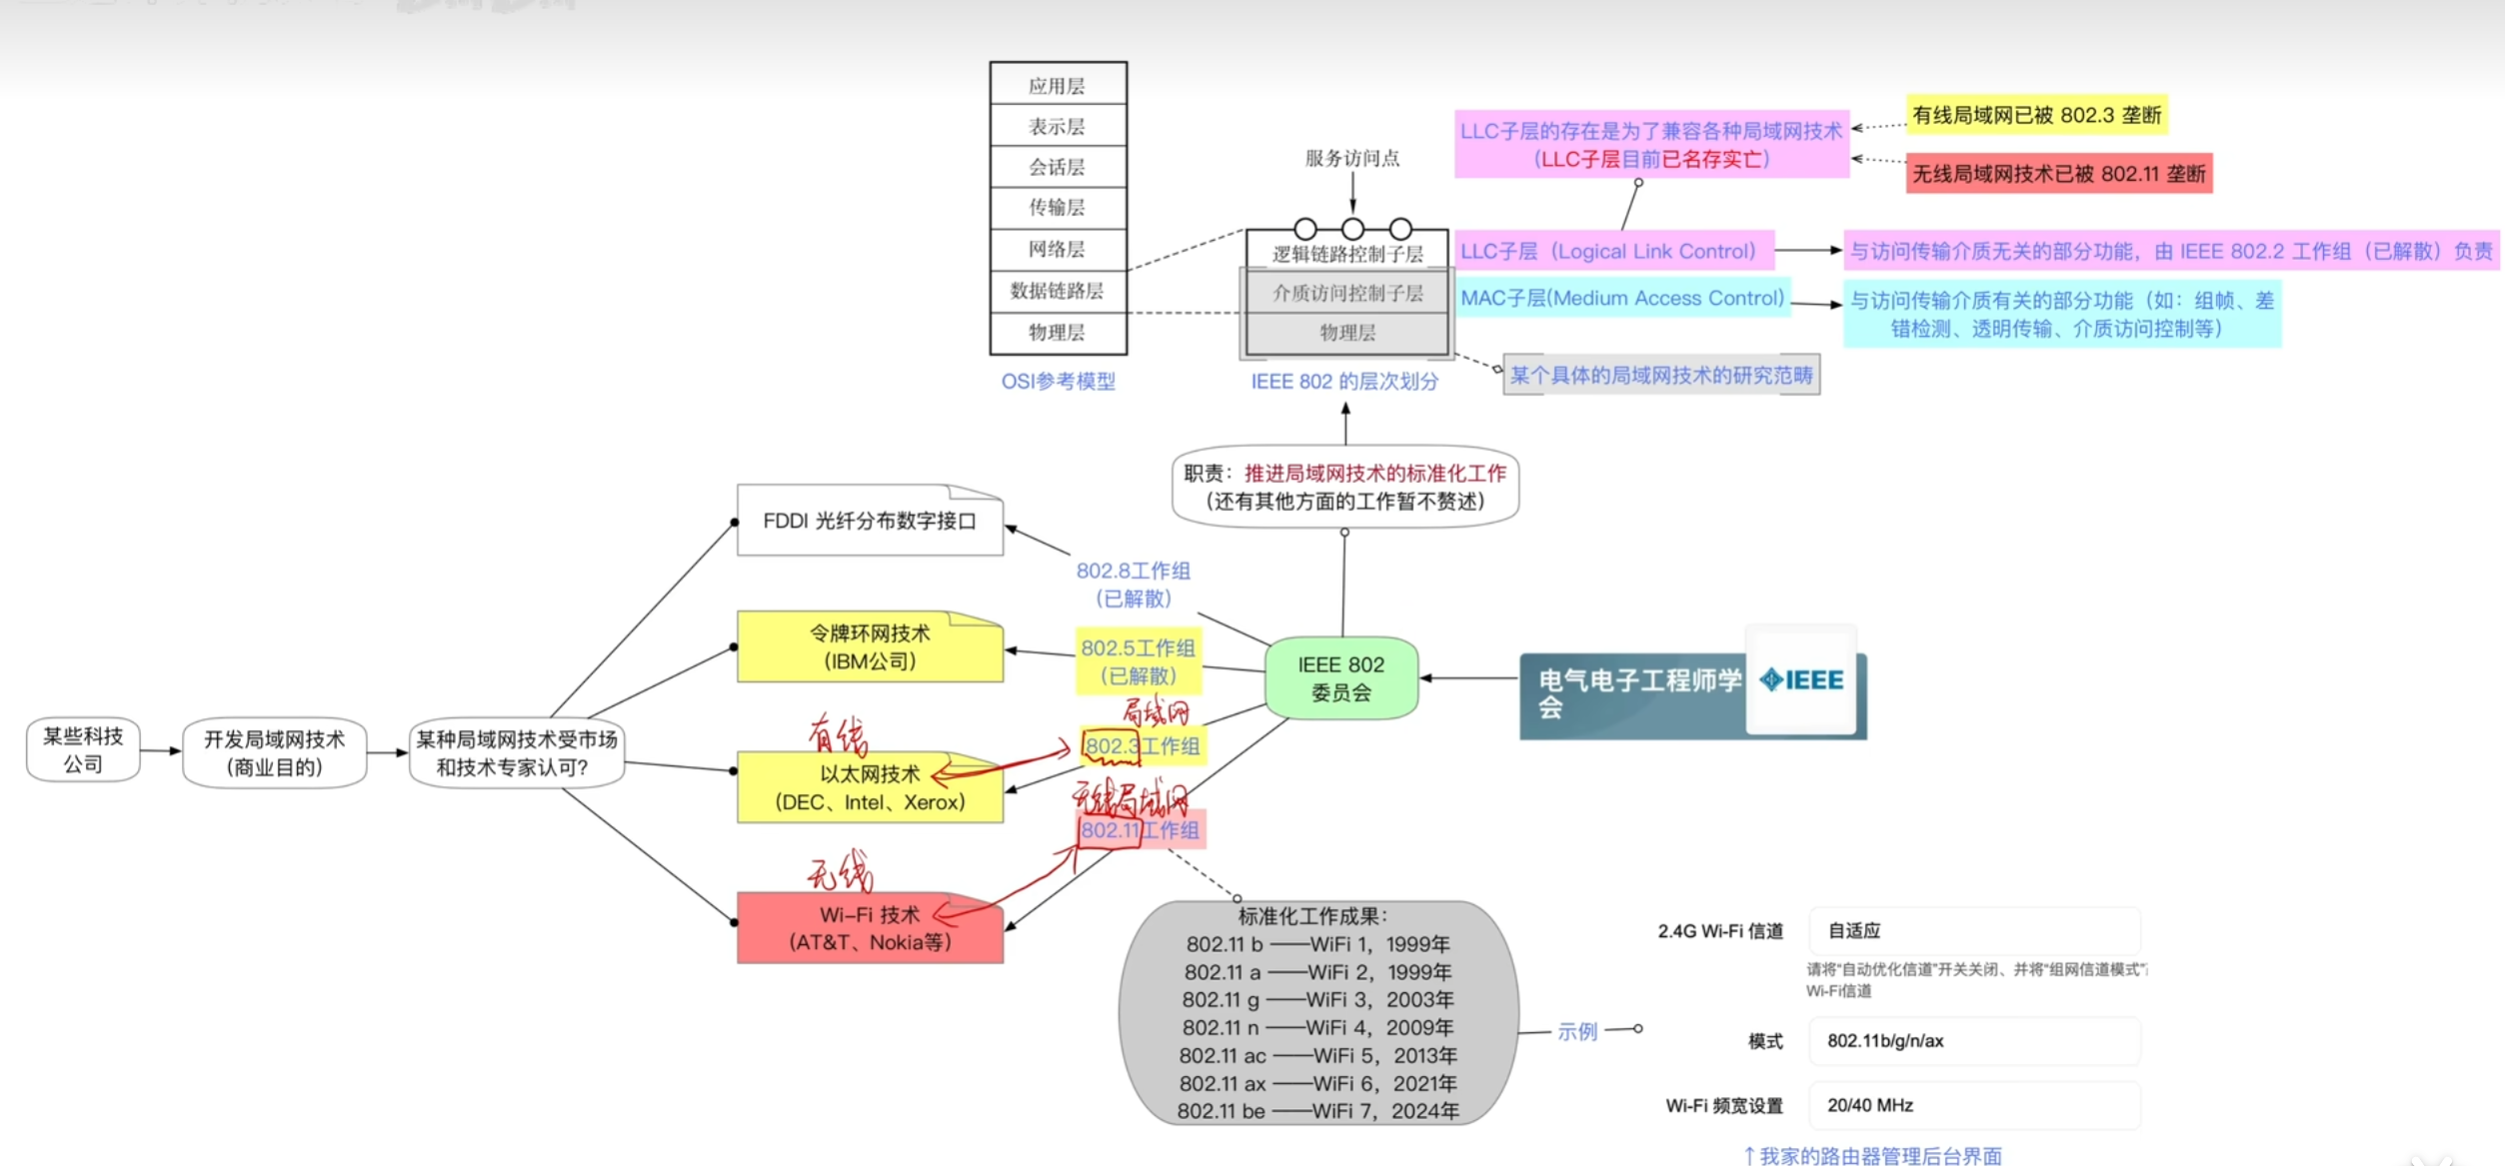 应用层
表示层
会话层
传输层
网络层
数据链路层
物理层
OSI参考模型
服务访问点
逻辑链路控制子层
介质访问控制子层
物理层
IEEE 802 的层次划分
LLC子层的存在是为了兼容各种局域网技术
(LLC子层目前已名存实亡)
有线局域网已被 802.3 垄断
无线局域网技术已被 802.11 垄断
LLC子层（Logical Link Control)
与访问传输介质无关的部分功能，由 IEEE 802.2 工作组（已解散）负责
MAC子层(Medium Access Control)
与访问传输介质有关的部分功能（如：组帧、差
错检测、透明传输、介质访问控制等）
某个具体的局域网技术的研究范畴
职责：推进局域网技术的标准化工作
(还有其他方面的工作暂不赘述)
FDDI 光纤分布数字接口
802.8工作组
(已解散)
令牌环网技术
(IBM公司)
802.5工作组
(已解散)
IEEE 802
委员会
电气电子工程师学
会
IEEE
某些科技
公司
开发局域网技术
(商业目的)
某种局域网技术受市场
和技术专家认可？
有线
局域网
以太网技术
(DEC、Intel、Xerox)
802.3工作组
无线局域网
802.11工作组
无线
Wi-Fi 技术
(AT&T、Nokia等)
标准化工作成果：
802.11 b ——WiFi 1，1999年
802.11 a ——WiFi 2，1999年
802.11 g ——WiFi 3，2003年
802.11 n ——WiFi 4，2009年
802.11 ac ——WiFi 5，2013年
802.11 ax ——WiFi 6，2021年
802.11 be ——WiFi 7，2024年
示例
2.4G Wi-Fi 信道
自适应
请将“自动优化信道”开关关闭、并将“组网信道模式”
Wi-Fi信道
模式
802.11b/g/n/ax
Wi-Fi 频宽设置
20/40 MHz
↑我家的路由器管理后台界面